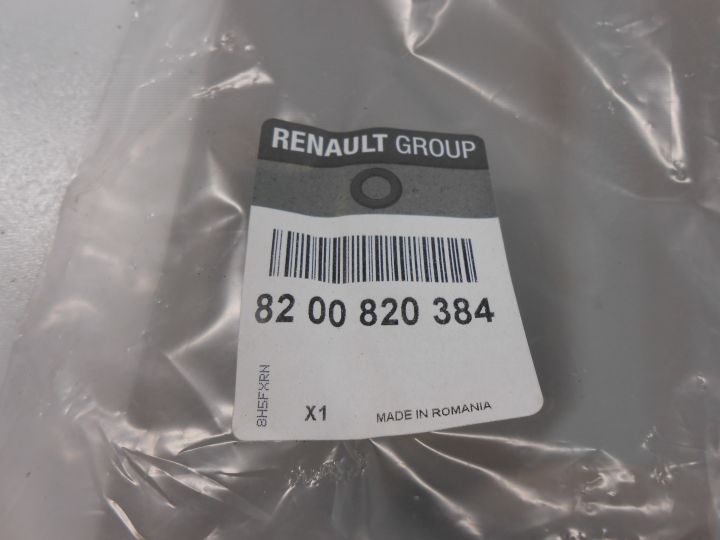 RENAULT GROUP
82 00 820 384
8H5FXRN
X1
MADE IN ROMANIA